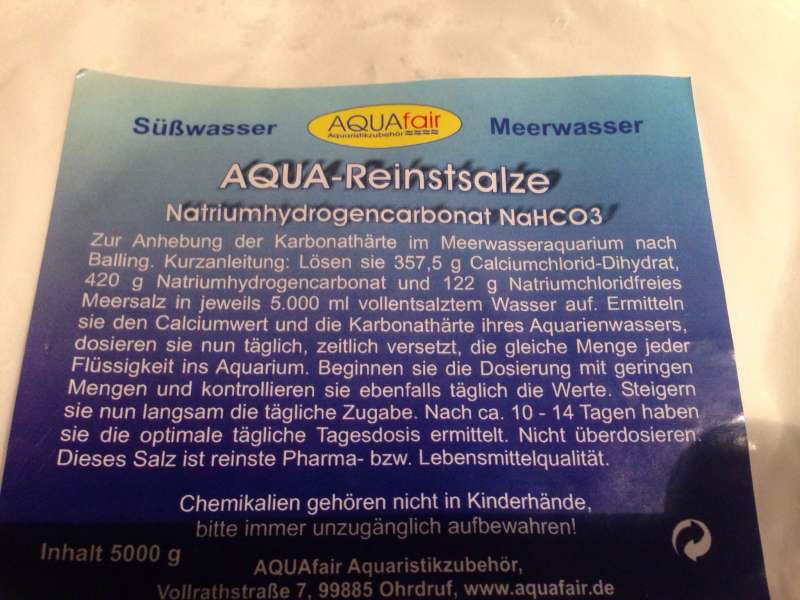 Süßwasser AQUAfair Meerwasser
Aquaristikzubehör
AQUA-Reinstsalze
Natriumhydrogencarbonat NaHCO3
Zur Anhebung der Karbonathärte im Meerwasseraquarium nach
Balling. Kurzanleitung: Lösen sie 357,5 g Calciumchlorid-Dihydrat,
420 g Natriumhydrogencarbonat und 122 g Natriumchloridfreies
Meersalz in jeweils 5.000 ml vollentsalztem Wasser auf. Ermitteln
sie den Calciumwert und die Karbonathärte ihres Aquarienwassers,
dosieren sie nun täglich, zeitlich versetzt, die gleiche Menge jeder
Flüssigkeit ins Aquarium. Beginnen sie die Dosierung mit geringen
Mengen und kontrollieren sie ebenfalls täglich die Werte. Steigern
sie nun langsam die tägliche Zugabe. Nach ca. 10 - 14 Tagen haben
sie die optimale tägliche Tagesdosis ermittelt. Nicht überdosieren.
Dieses Salz ist reinste Pharma- bzw. Lebensmittelqualität.
Chemikalien gehören nicht in Kinderhände,
bitte immer unzugänglich aufbewahren!
Inhalt 5000 g
AQUAfair Aquaristikzubehör,
Vollrathstraße 7, 99885 Ohrdruf, www.aquafair.de